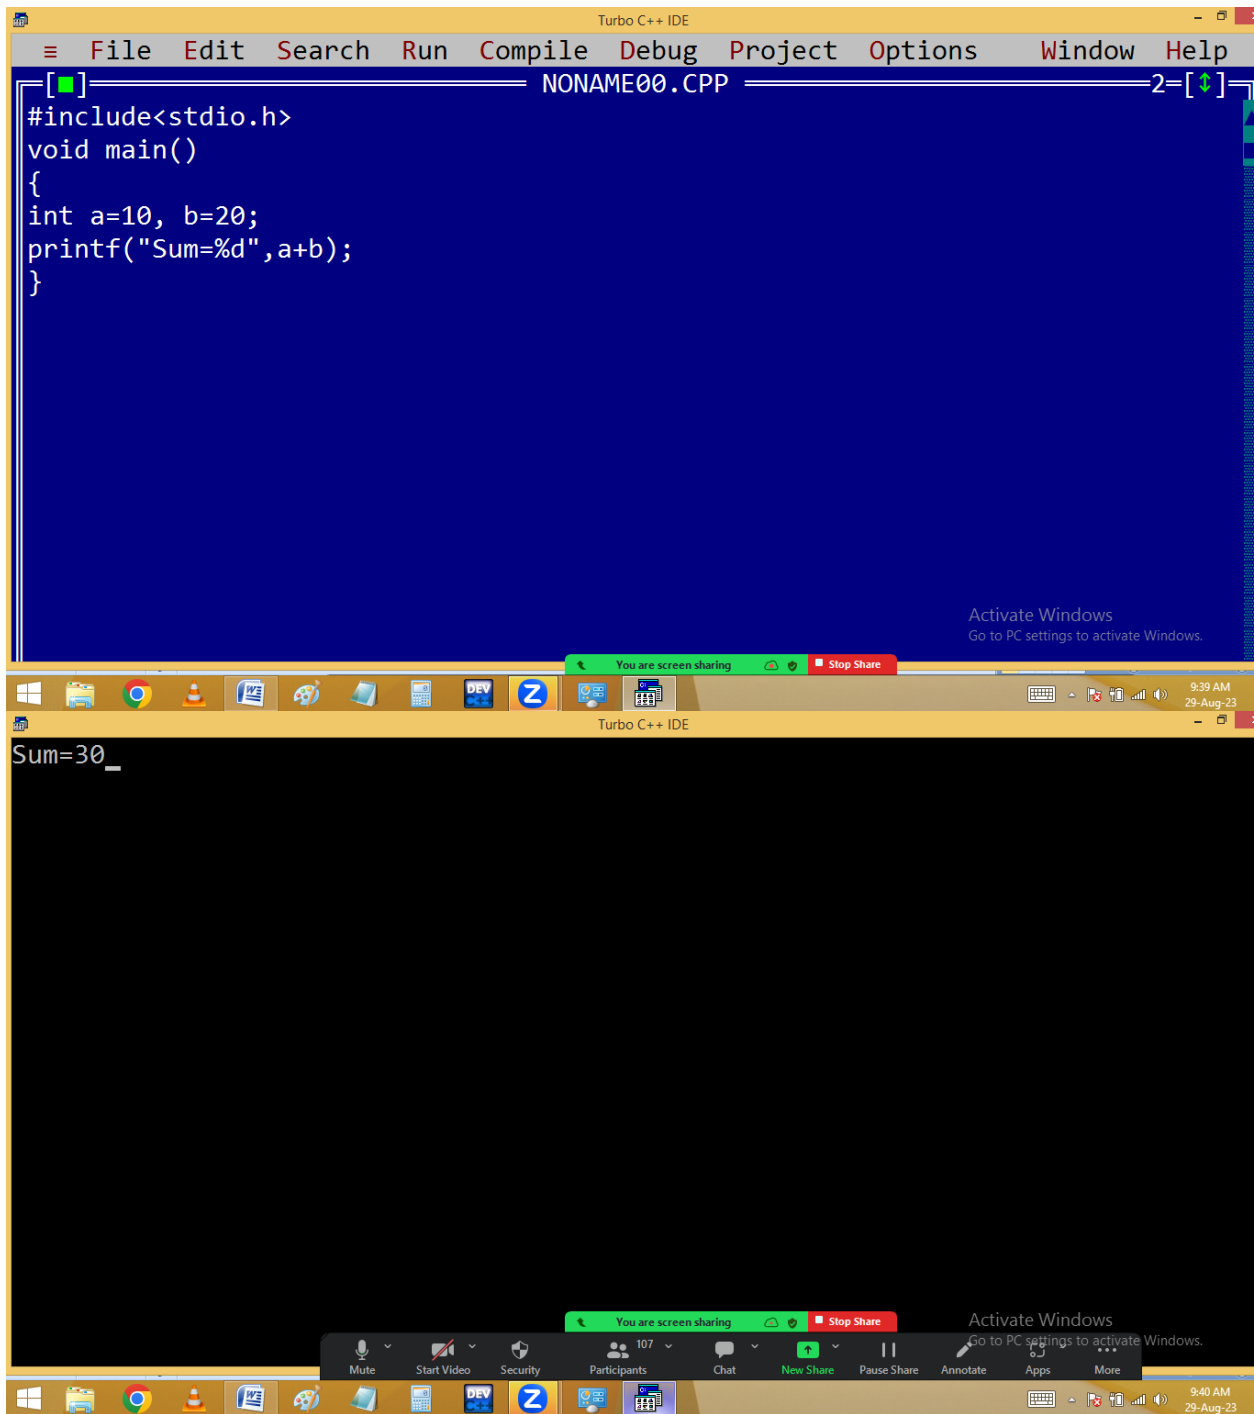 Turbo C++ IDE
≡ File Edit Search Run Compile Debug Project Options Window Help
[■] NONAME00.CPP 2=[↕]
#include<stdio.h>
void main()
{
int a=10, b=20;
printf("Sum=%d",a+b);
}
Activate Windows
Go to PC settings to activate Windows.
You are screen sharing Stop Share
DEV C++ Z
9:39 AM
29-Aug-23
Turbo C++ IDE
Sum=30_
You are screen sharing Stop Share
Activate Windows
Go to PC settings to activate Windows.
107
Mute Start Video Security Participants Chat New Share Pause Share Annotate Apps More
DEV C++ Z
9:40 AM
29-Aug-23